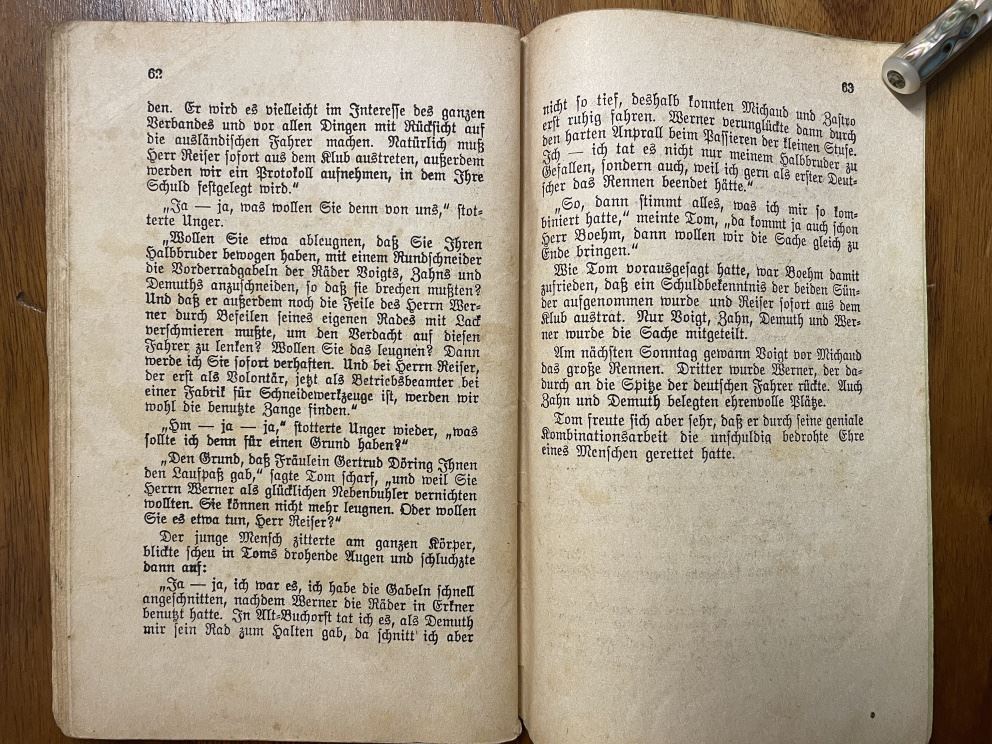 62
den. Er wird es vielleicht im Interesse des ganzen
Verbandes und vor allen Dingen mit Rücksicht auf
die ausländischen Fahrer machen. Natürlich muß
Herr Reiser sofort aus dem Klub austreten, außerdem
werden wir ein Protokoll aufnehmen, in dem Ihre
Schuld festgelegt wird.“
„Ja — ja, was wollen Sie denn von uns,“ stot-
terte Unger.
„Wollen Sie etwa ableugnen, daß Sie Ihren
Halbbruder bewogen haben, mit einem Rundschneider
die Vorderradgabeln der Räder Voigts, Zahns und
Demuths anzuschneiden, so daß sie brechen mußten?
Und daß er außerdem noch die Feile des Herrn Wer-
ner durch Befeilen seines eigenen Rades mit Lack
verschmieren mußte, um den Verdacht auf diesen
Fahrer zu lenken? Wollen Sie das leugnen? Dann
werde ich Sie sofort verhaften. Und bei Herrn Reiser,
der erst als Volontär, jetzt als Betriebsbeamter bei
einer Fabrik für Schneidewerkzeuge ist, werden wir
wohl die benutzte Zange finden.“
„Hm — ja — ja,“ stotterte Unger wieder, „was
sollte ich denn für einen Grund haben?“
„Den Grund, daß Fräulein Gertrud Döring Ihnen
den Laufpaß gab,“ sagte Tom scharf, „und weil Sie
Herrn Werner als glücklichen Nebenbuhler vernichten
wollten. Sie können nicht mehr leugnen. Oder wollen
Sie es etwa tun, Herr Reiser?“
Der junge Mensch zitterte am ganzen Körper,
blickte scheu in Toms drohende Augen und schluchzte
dann auf:
„Ja — ja, ich war es, ich habe die Gabeln schnell
angeschnitten, nachdem Werner die Räder in Erkner
benutzt hatte. In Alt-Buchorst tat ich es, als Demuth
mir sein Rad zum Halten gab, da schnitt ich aber
63
nicht so tief, deshalb konnten Michaud und Zastro
erst ruhig fahren. Werner verunglückte dann durch
den harten Anprall beim Passieren der kleinen Stufe.
Ich — ich tat es nicht nur meinem Halbbruder zu
Gefallen, sondern auch, weil ich gern als erster Deut-
scher das Rennen beendet hätte.“
„So, dann stimmt alles, was ich mir so kom-
biniert hatte,“ meinte Tom, „da kommt ja auch schon
Herr Boehm, dann wollen wir die Sache gleich zu
Ende bringen.“
Wie Tom vorausgesagt hatte, war Boehm damit
zufrieden, daß ein Schuldbekenntnis der beiden Sün-
der aufgenommen wurde und Reiser sofort aus dem
Klub austrat. Nur Voigt, Zahn, Demuth und Wer-
ner wurde die Sache mitgeteilt.
Am nächsten Sonntag gewann Voigt vor Michaud
das große Rennen. Dritter wurde Werner, der da-
durch an die Spitze der deutschen Fahrer rückte. Auch
Zahn und Demuth belegten ehrenvolle Plätze.
Tom freute sich aber sehr, daß er durch seine geniale
Kombinationsarbeit die unschuldig bedrohte Ehre
eines Menschen gerettet hatte.